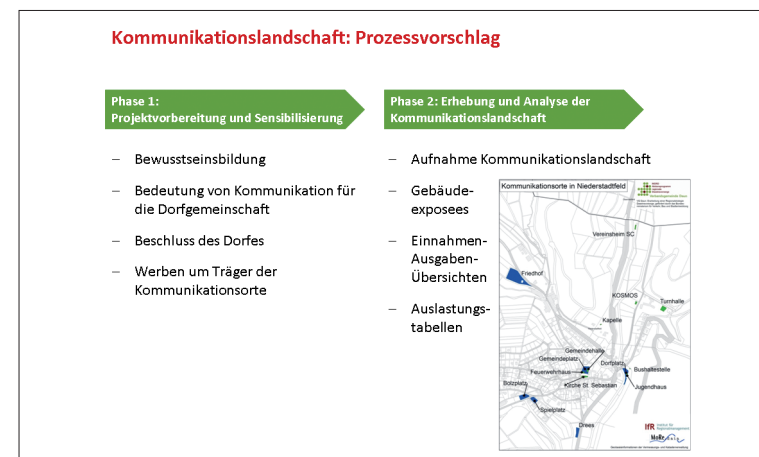 Kommunikationslandschaft: Prozessvorschlag
Phase 1:
Projektvorbereitung und Sensibilisierung
– Bewusstseinsbildung
– Bedeutung von Kommunikation für
die Dorfgemeinschaft
– Beschluss des Dorfes
– Werben um Träger der
Kommunikationsorte
Phase 2: Erhebung und Analyse der
Kommunikationslandschaft
– Aufnahme Kommunikationslandschaft
– Gebäude-
exposees
– Einnahmen-
Ausgaben-
Übersichten
– Auslastungs-
tabellen
Kommunikationsorte in Niederstadtfeld
Vereinsheim SC
Friedhof
KOSMOS
Turnhalle
Kapelle
Gemeindehalle
Gemeindeplatz
Dorfplatz
Feuerwehrhaus
Bushaltestelle
Kirche St. Sebastian
Jugendhaus
Bolzplatz
Spielplatz
Drees
IfR Institut für
Regionalmanagement